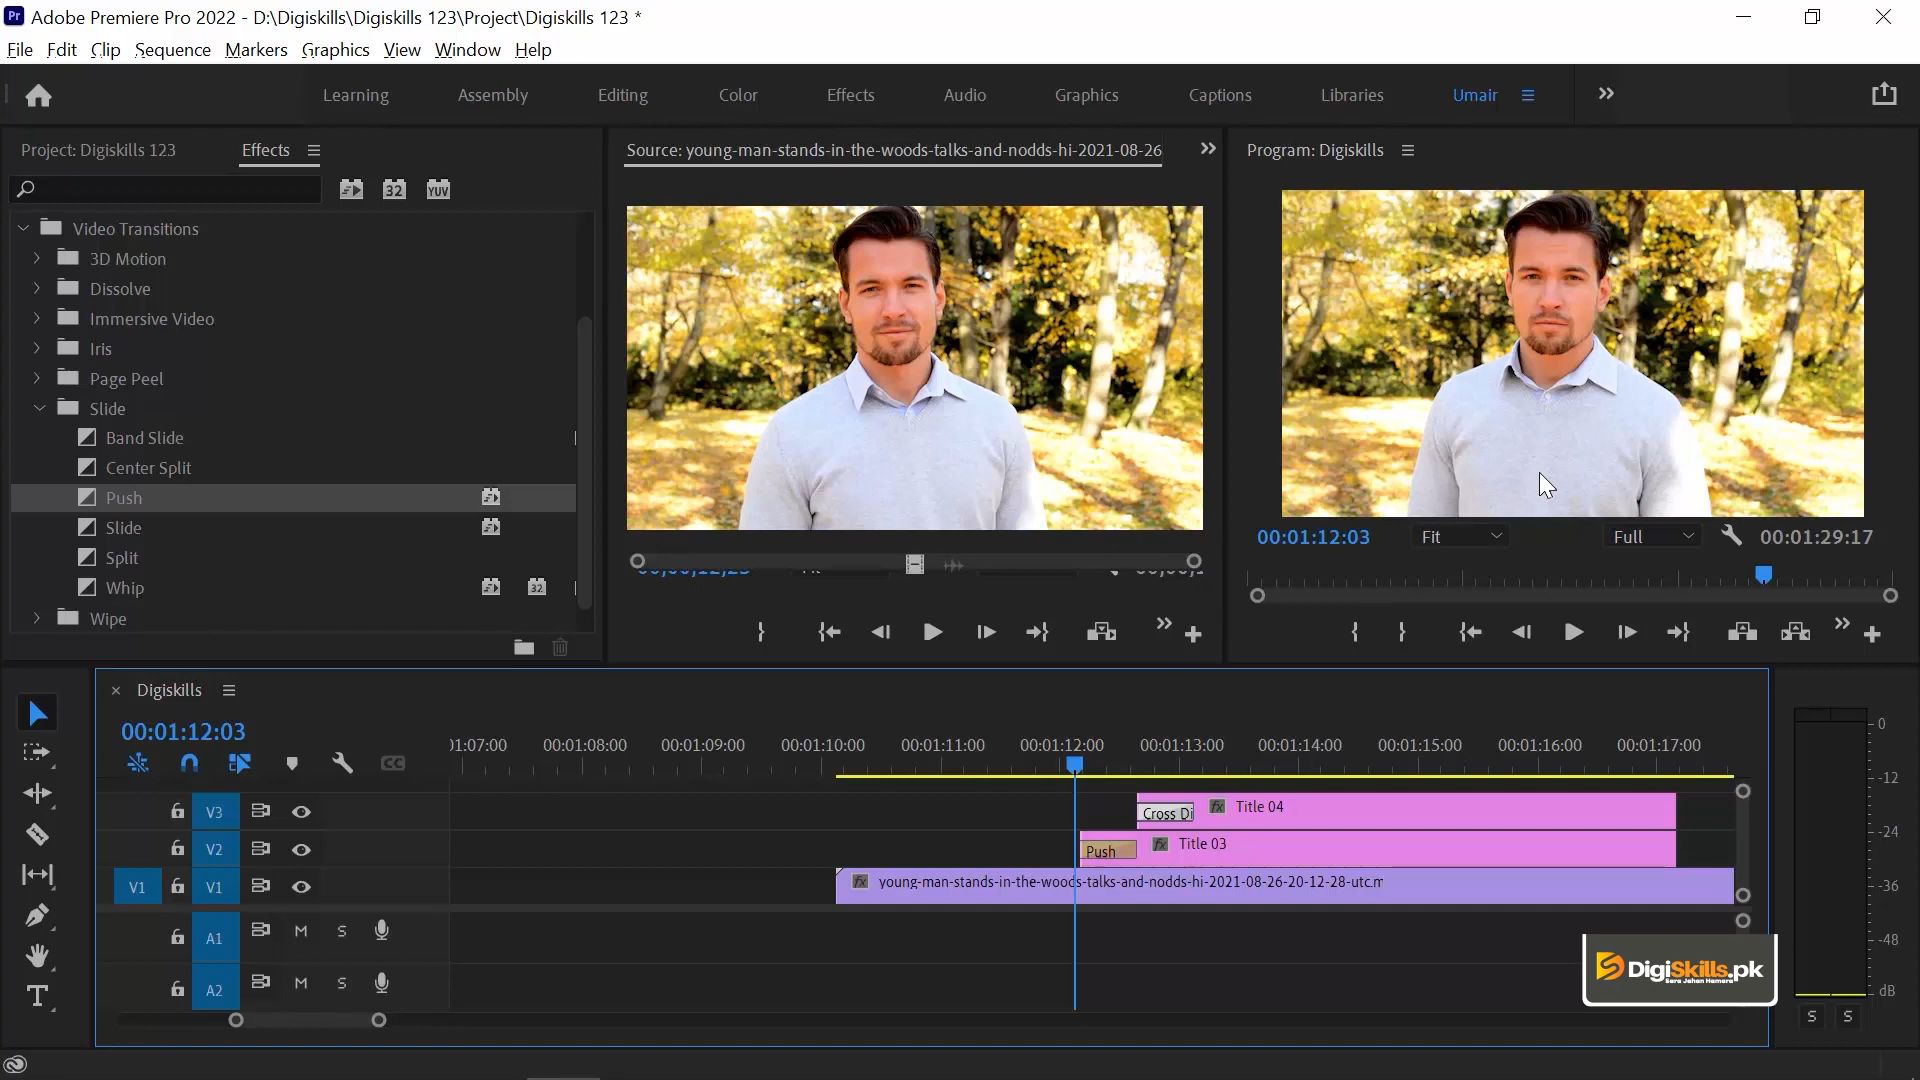 Adobe Premiere Pro 2022 - D:\Digiskills\Digiskills 123\Project\Digiskills 123 *
File Edit Clip Sequence Markers Graphics View Window Help
Learning Assembly Editing Color Effects Audio Graphics Captions Libraries Umair
Project: Digiskills 123 Effects
Source: young-man-stands-in-the-woods-talks-and-nodds-hi-2021-08-26
Program: Digiskills
32 YUV
Video Transitions
3D Motion
Dissolve
Immersive Video
Iris
Page Peel
Slide
Band Slide
Center Split
Push
Slide
Split
Whip 32
Wipe
00:01:12:03 Fit Full 00:01:29:17
Digiskills
00:01:12:03
CC
00:01:08:00 00:01:09:00 00:01:10:00 00:01:11:00 00:01:12:00 00:01:13:00 00:01:14:00 00:01:15:00 00:01:16:00 00:01:17:00
V3 Cross Di fx Title 04
V2 Push fx Title 03
V1 V1 fx young-man-stands-in-the-woods-talks-and-nodds-hi-2021-08-26-20-12-28-utc.m
A1 M S
A2 M S
0
-12
-24
-36
-48
dB
S S
DigiSkills.pk
Sara Jahan Hamara